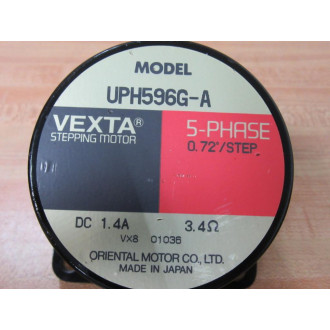 MODEL
UPH596G-A
VEXTA®
STEPPING MOTOR
5-PHASE
0.72°/STEP
DC 1.4A 3.4Ω
VX8 01036
ORIENTAL MOTOR CO., LTD.
MADE IN JAPAN